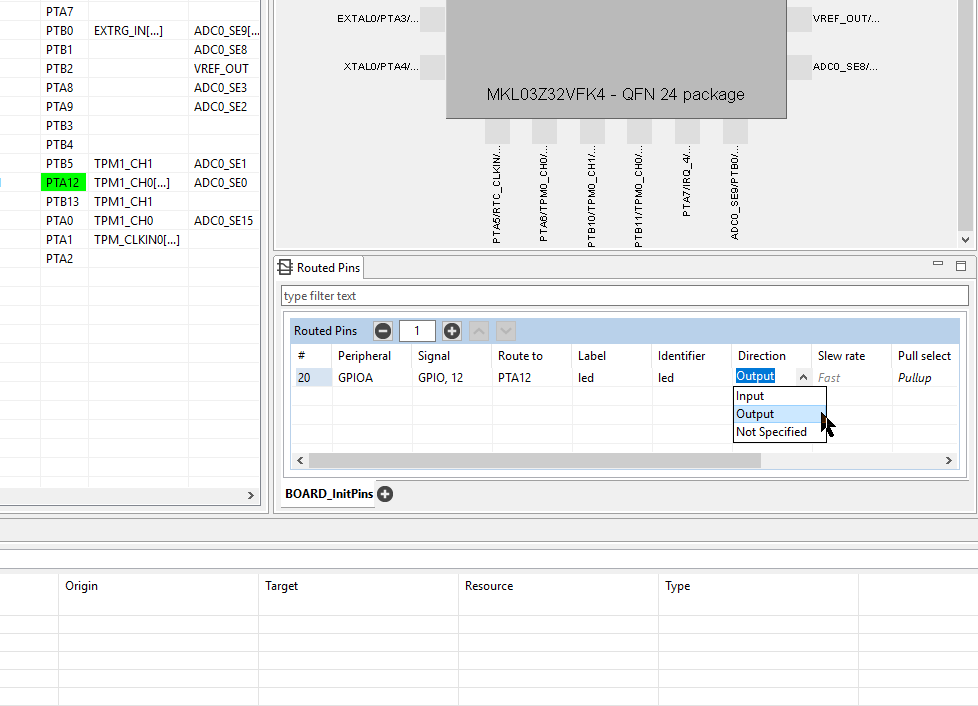 PTA7
PTB0 EXTRG_IN[...] ADC0_SE9[...
PTB1 ADC0_SE8
PTB2 VREF_OUT
PTA8 ADC0_SE3
PTA9 ADC0_SE2
PTB3
PTB4
PTB5 TPM1_CH1 ADC0_SE1
PTA12 TPM1_CH0[...] ADC0_SE0
PTB13 TPM1_CH1
PTA0 TPM1_CH0 ADC0_SE15
PTA1 TPM_CLKIN0[...]
PTA2
EXTAL0/PTA3/...
XTAL0/PTA4/...
VREF_OUT/...
ADC0_SE8/...
MKL03Z32VFK4 - QFN 24 package
PTA5/RTC_CLKIN/...
PTA6/TPM0_CH0/...
PTB10/TPM0_CH1/...
PTB11/TPM0_CH0/...
PTA7/IRQ_4/...
ADC0_SE9/PTB0/...
Routed Pins
type filter text
Routed Pins 1
# Peripheral Signal Route to Label Identifier Direction Slew rate Pull select
20 GPIOA GPIO, 12 PTA12 led led Output Fast Pullup
Input
Output
Not Specified
BOARD_InitPins
Origin Target Resource Type